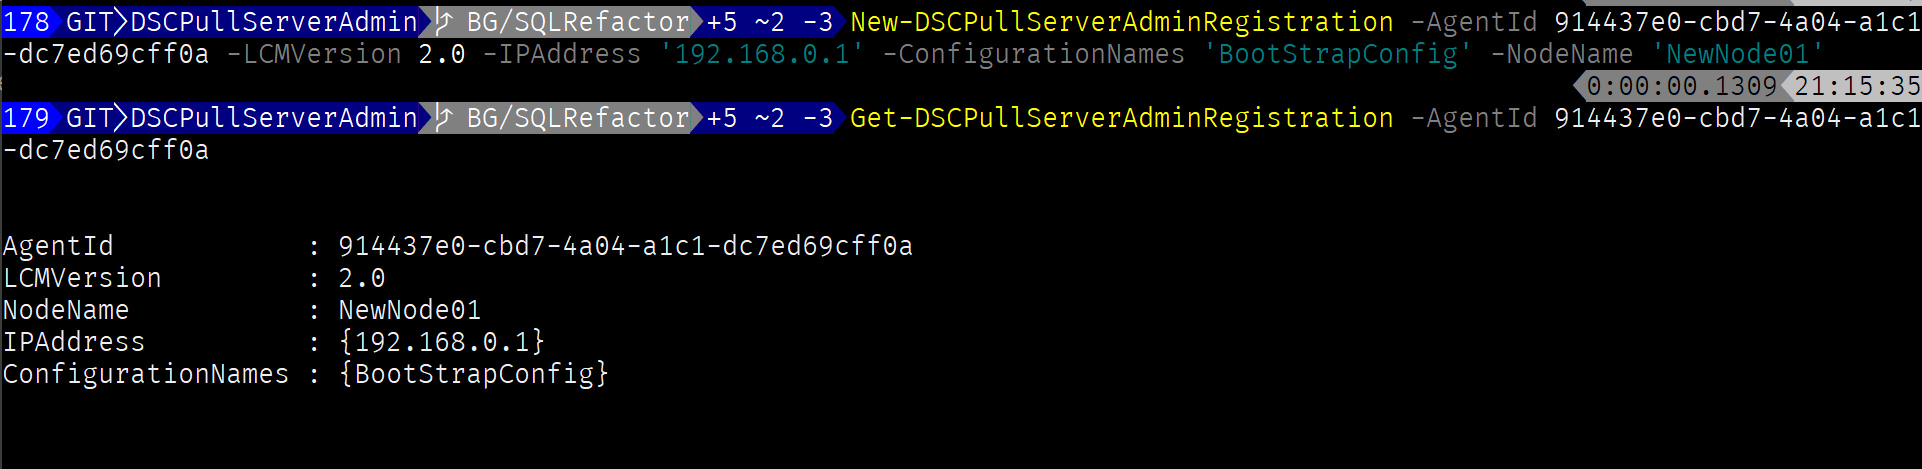 178 GIT>DSCPullServerAdmin BG/SQLRefactor +5 ~2 -3 New-DSCPullServerAdminRegistration -AgentId 914437e0-cbd7-4a04-a1c1
-dc7ed69cff0a -LCMVersion 2.0 -IPAddress '192.168.0.1' -ConfigurationNames 'BootStrapConfig' -NodeName 'NewNode01'
0:00:00.1309 21:15:35
179 GIT>DSCPullServerAdmin BG/SQLRefactor +5 ~2 -3 Get-DSCPullServerAdminRegistration -AgentId 914437e0-cbd7-4a04-a1c1
-dc7ed69cff0a
AgentId : 914437e0-cbd7-4a04-a1c1-dc7ed69cff0a
LCMVersion : 2.0
NodeName : NewNode01
IPAddress : {192.168.0.1}
ConfigurationNames : {BootStrapConfig}